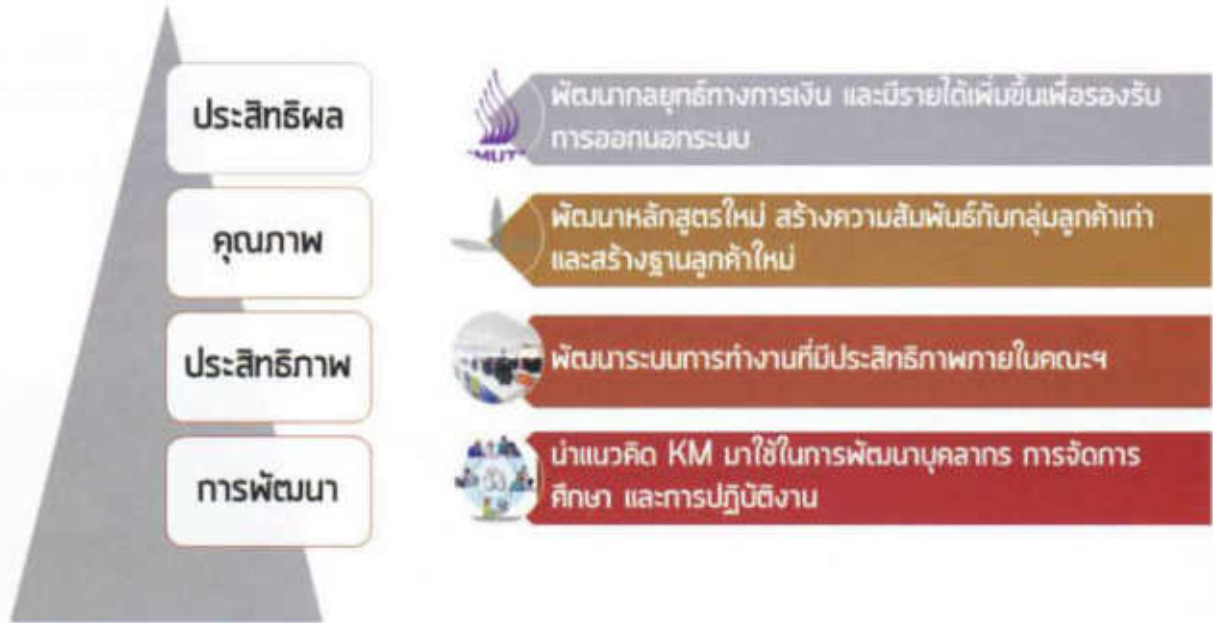 ประสิทธิผล
พัฒนากลยุทธ์ทางการเงิน และมีรายได้เพิ่มขึ้นเพื่อรองรับ
การออกนอกระบบ
คุณภาพ
พัฒนาหลักสูตรใหม่ สร้างความสัมพันธ์กับกลุ่มลูกค้าเก่า
และสร้างฐานลูกค้าใหม่
ประสิทธิภาพ
พัฒนาระบบการทำงานที่มีประสิทธิภาพภายในคณะฯ
การพัฒนา
นำแนวคิด KM มาใช้ในการพัฒนาบุคลากร การจัดการ
ศึกษา และการปฏิบัติงาน